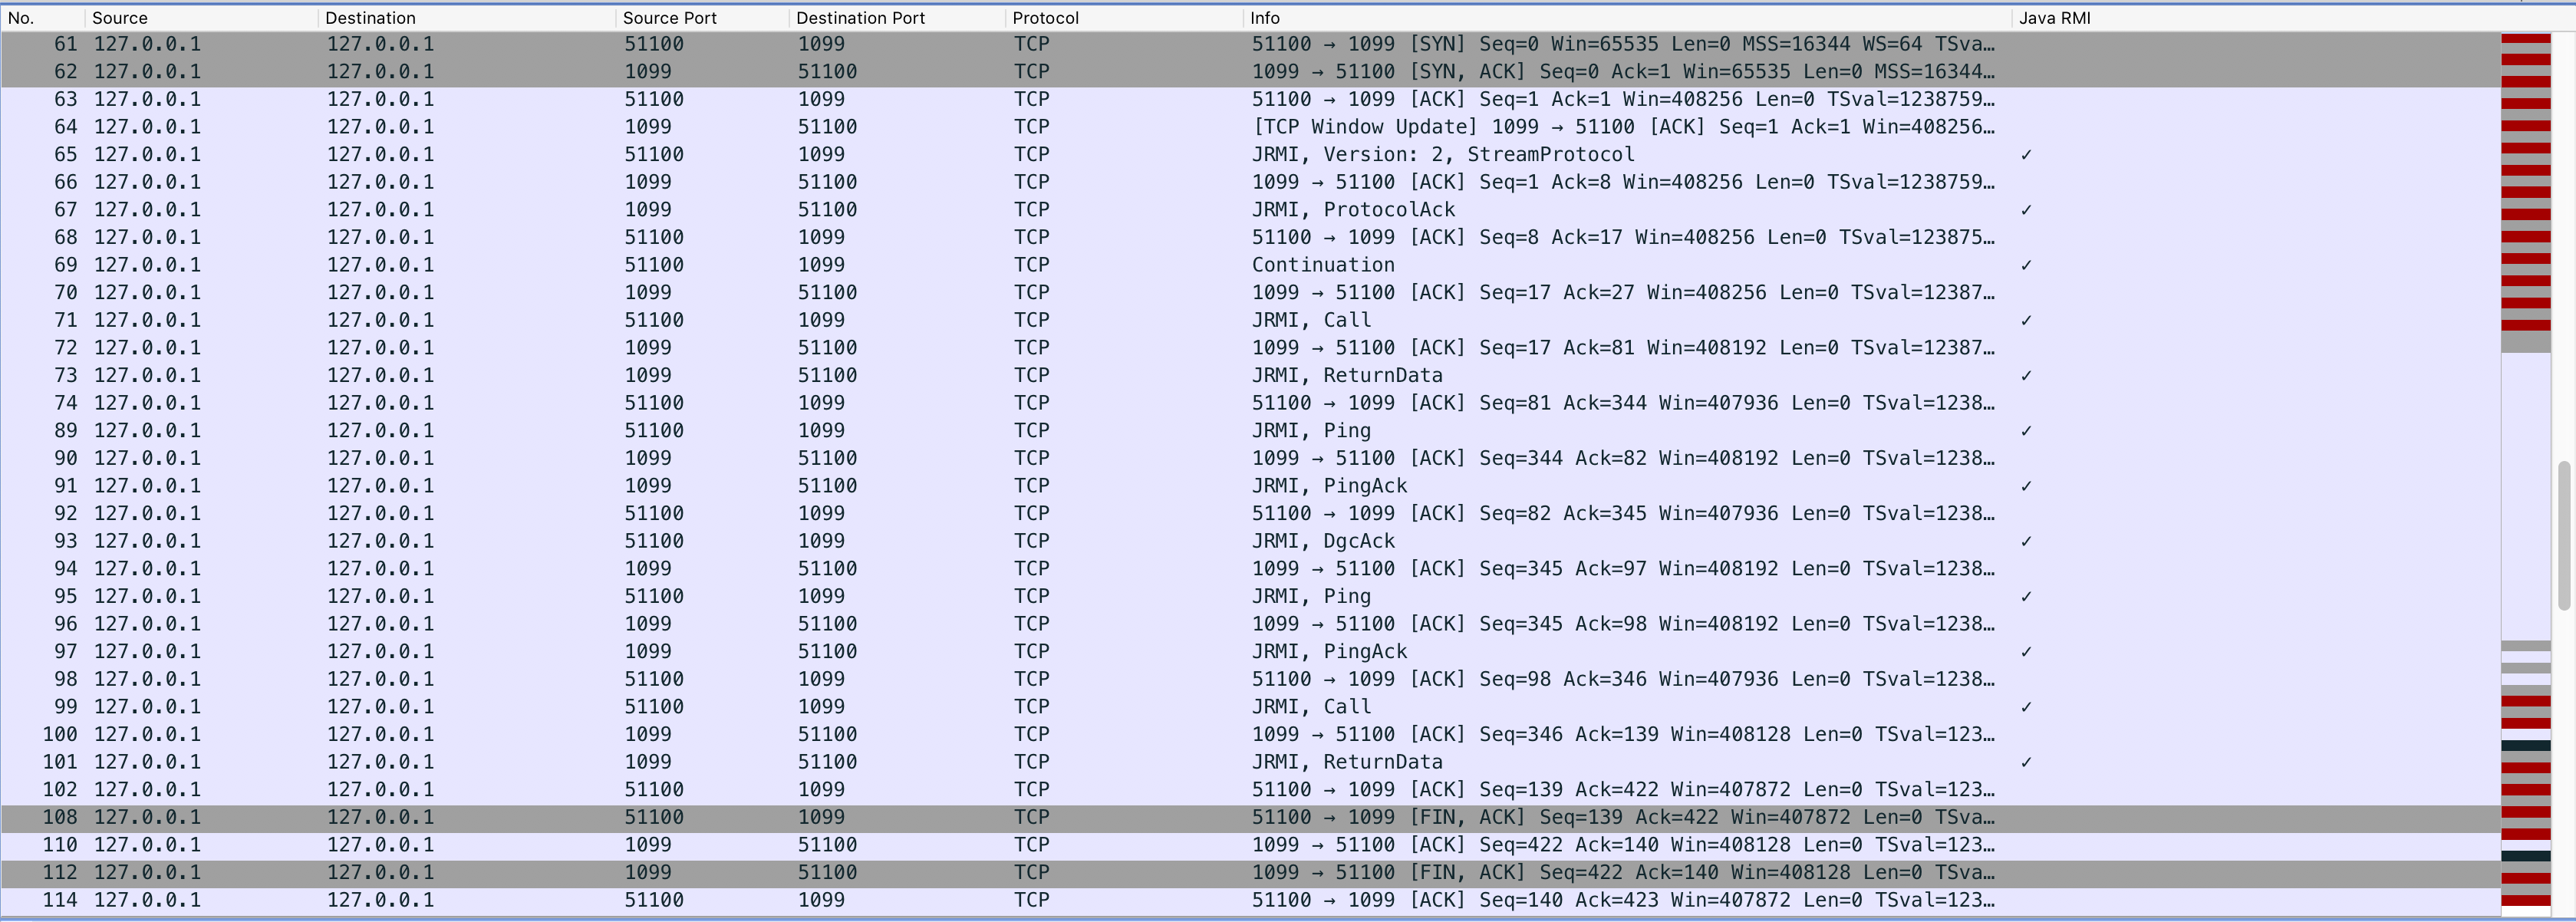 No. Source Destination Source Port Destination Port Protocol Info Java RMI
61 127.0.0.1 127.0.0.1 51100 1099 TCP 51100 → 1099 [SYN] Seq=0 Win=65535 Len=0 MSS=16344 WS=64 TSva…
62 127.0.0.1 127.0.0.1 1099 51100 TCP 1099 → 51100 [SYN, ACK] Seq=0 Ack=1 Win=65535 Len=0 MSS=16344…
63 127.0.0.1 127.0.0.1 51100 1099 TCP 51100 → 1099 [ACK] Seq=1 Ack=1 Win=408256 Len=0 TSval=1238759…
64 127.0.0.1 127.0.0.1 1099 51100 TCP [TCP Window Update] 1099 → 51100 [ACK] Seq=1 Ack=1 Win=408256…
65 127.0.0.1 127.0.0.1 51100 1099 TCP JRMI, Version: 2, StreamProtocol ✓
66 127.0.0.1 127.0.0.1 1099 51100 TCP 1099 → 51100 [ACK] Seq=1 Ack=8 Win=408256 Len=0 TSval=1238759…
67 127.0.0.1 127.0.0.1 1099 51100 TCP JRMI, ProtocolAck ✓
68 127.0.0.1 127.0.0.1 51100 1099 TCP 51100 → 1099 [ACK] Seq=8 Ack=17 Win=408256 Len=0 TSval=123875…
69 127.0.0.1 127.0.0.1 51100 1099 TCP Continuation ✓
70 127.0.0.1 127.0.0.1 1099 51100 TCP 1099 → 51100 [ACK] Seq=17 Ack=27 Win=408256 Len=0 TSval=12387…
71 127.0.0.1 127.0.0.1 51100 1099 TCP JRMI, Call ✓
72 127.0.0.1 127.0.0.1 1099 51100 TCP 1099 → 51100 [ACK] Seq=17 Ack=81 Win=408192 Len=0 TSval=12387…
73 127.0.0.1 127.0.0.1 1099 51100 TCP JRMI, ReturnData ✓
74 127.0.0.1 127.0.0.1 51100 1099 TCP 51100 → 1099 [ACK] Seq=81 Ack=344 Win=407936 Len=0 TSval=1238…
89 127.0.0.1 127.0.0.1 51100 1099 TCP JRMI, Ping ✓
90 127.0.0.1 127.0.0.1 1099 51100 TCP 1099 → 51100 [ACK] Seq=344 Ack=82 Win=408192 Len=0 TSval=1238…
91 127.0.0.1 127.0.0.1 1099 51100 TCP JRMI, PingAck ✓
92 127.0.0.1 127.0.0.1 51100 1099 TCP 51100 → 1099 [ACK] Seq=82 Ack=345 Win=407936 Len=0 TSval=1238…
93 127.0.0.1 127.0.0.1 51100 1099 TCP JRMI, DgcAck ✓
94 127.0.0.1 127.0.0.1 1099 51100 TCP 1099 → 51100 [ACK] Seq=345 Ack=97 Win=408192 Len=0 TSval=1238…
95 127.0.0.1 127.0.0.1 51100 1099 TCP JRMI, Ping ✓
96 127.0.0.1 127.0.0.1 1099 51100 TCP 1099 → 51100 [ACK] Seq=345 Ack=98 Win=408192 Len=0 TSval=1238…
97 127.0.0.1 127.0.0.1 1099 51100 TCP JRMI, PingAck ✓
98 127.0.0.1 127.0.0.1 51100 1099 TCP 51100 → 1099 [ACK] Seq=98 Ack=346 Win=407936 Len=0 TSval=1238…
99 127.0.0.1 127.0.0.1 51100 1099 TCP JRMI, Call ✓
100 127.0.0.1 127.0.0.1 1099 51100 TCP 1099 → 51100 [ACK] Seq=346 Ack=139 Win=408128 Len=0 TSval=123…
101 127.0.0.1 127.0.0.1 1099 51100 TCP JRMI, ReturnData ✓
102 127.0.0.1 127.0.0.1 51100 1099 TCP 51100 → 1099 [ACK] Seq=139 Ack=422 Win=407872 Len=0 TSval=123…
108 127.0.0.1 127.0.0.1 51100 1099 TCP 51100 → 1099 [FIN, ACK] Seq=139 Ack=422 Win=407872 Len=0 TSva…
110 127.0.0.1 127.0.0.1 1099 51100 TCP 1099 → 51100 [ACK] Seq=422 Ack=140 Win=408128 Len=0 TSval=123…
112 127.0.0.1 127.0.0.1 1099 51100 TCP 1099 → 51100 [FIN, ACK] Seq=422 Ack=140 Win=408128 Len=0 TSva…
114 127.0.0.1 127.0.0.1 51100 1099 TCP 51100 → 1099 [ACK] Seq=140 Ack=423 Win=407872 Len=0 TSval=123…